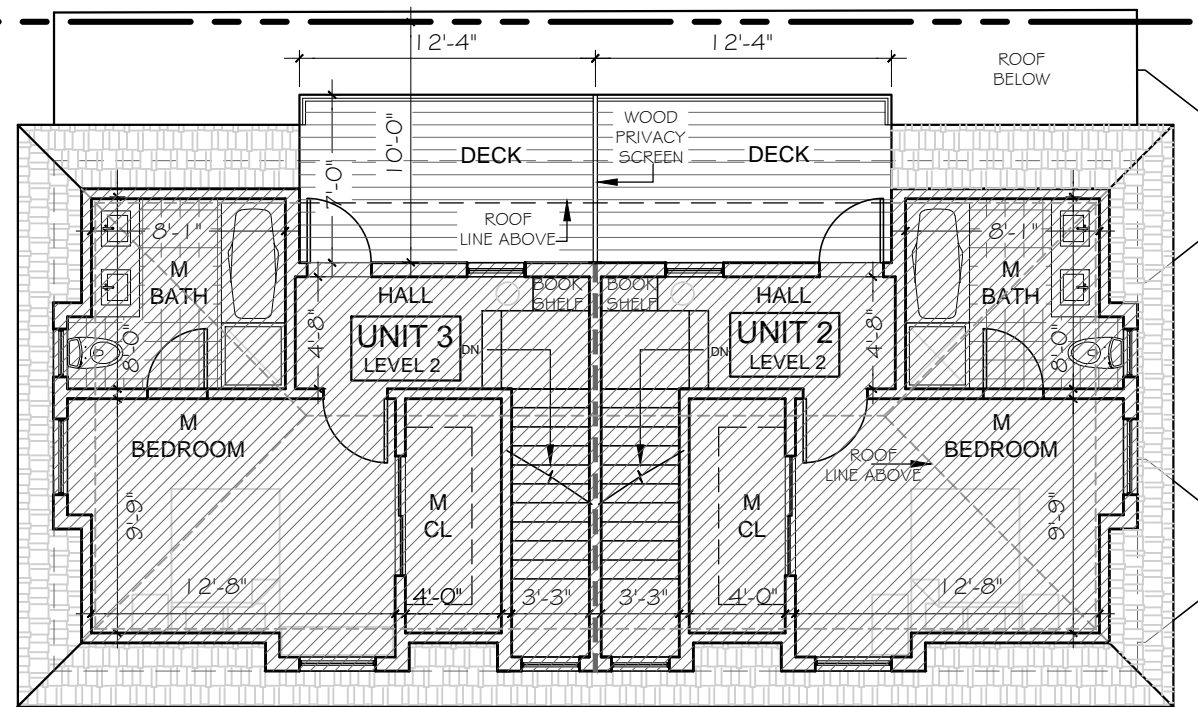 12'-4"
12'-4"
ROOF
BELOW
WOOD
PRIVACY
SCREEN
DECK
DECK
10'-0"
ROOF
LINE ABOVE
8'-1"
8'-1"
M
BATH
M
BATH
HALL
BOOK
SHELF
BOOK
SHELF
HALL
UNIT 3
LEVEL 2
UNIT 2
LEVEL 2
DN
DN
4'-8"
4'-8"
8'-0"
8'-0"
M
BEDROOM
M
BEDROOM
ROOF
LINE ABOVE
M
CL
M
CL
9'-9"
9'-9"
12'-8"
4'-0"
3'-3"
3'-3"
4'-0"
12'-8"